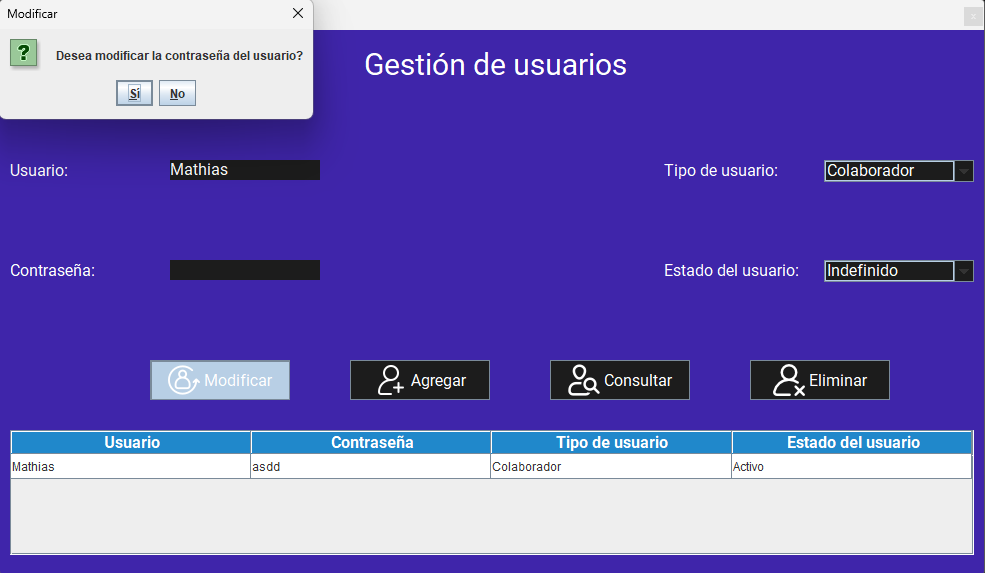 Modificar
?
Desea modificar la contraseña del usuario?
Sí No
Gestión de usuarios
Usuario: Mathias Tipo de usuario: Colaborador
Contraseña: Estado del usuario: Indefinido
Modificar Agregar Consultar Eliminar
Usuario Contraseña Tipo de usuario Estado del usuario
Mathias asdd Colaborador Activo